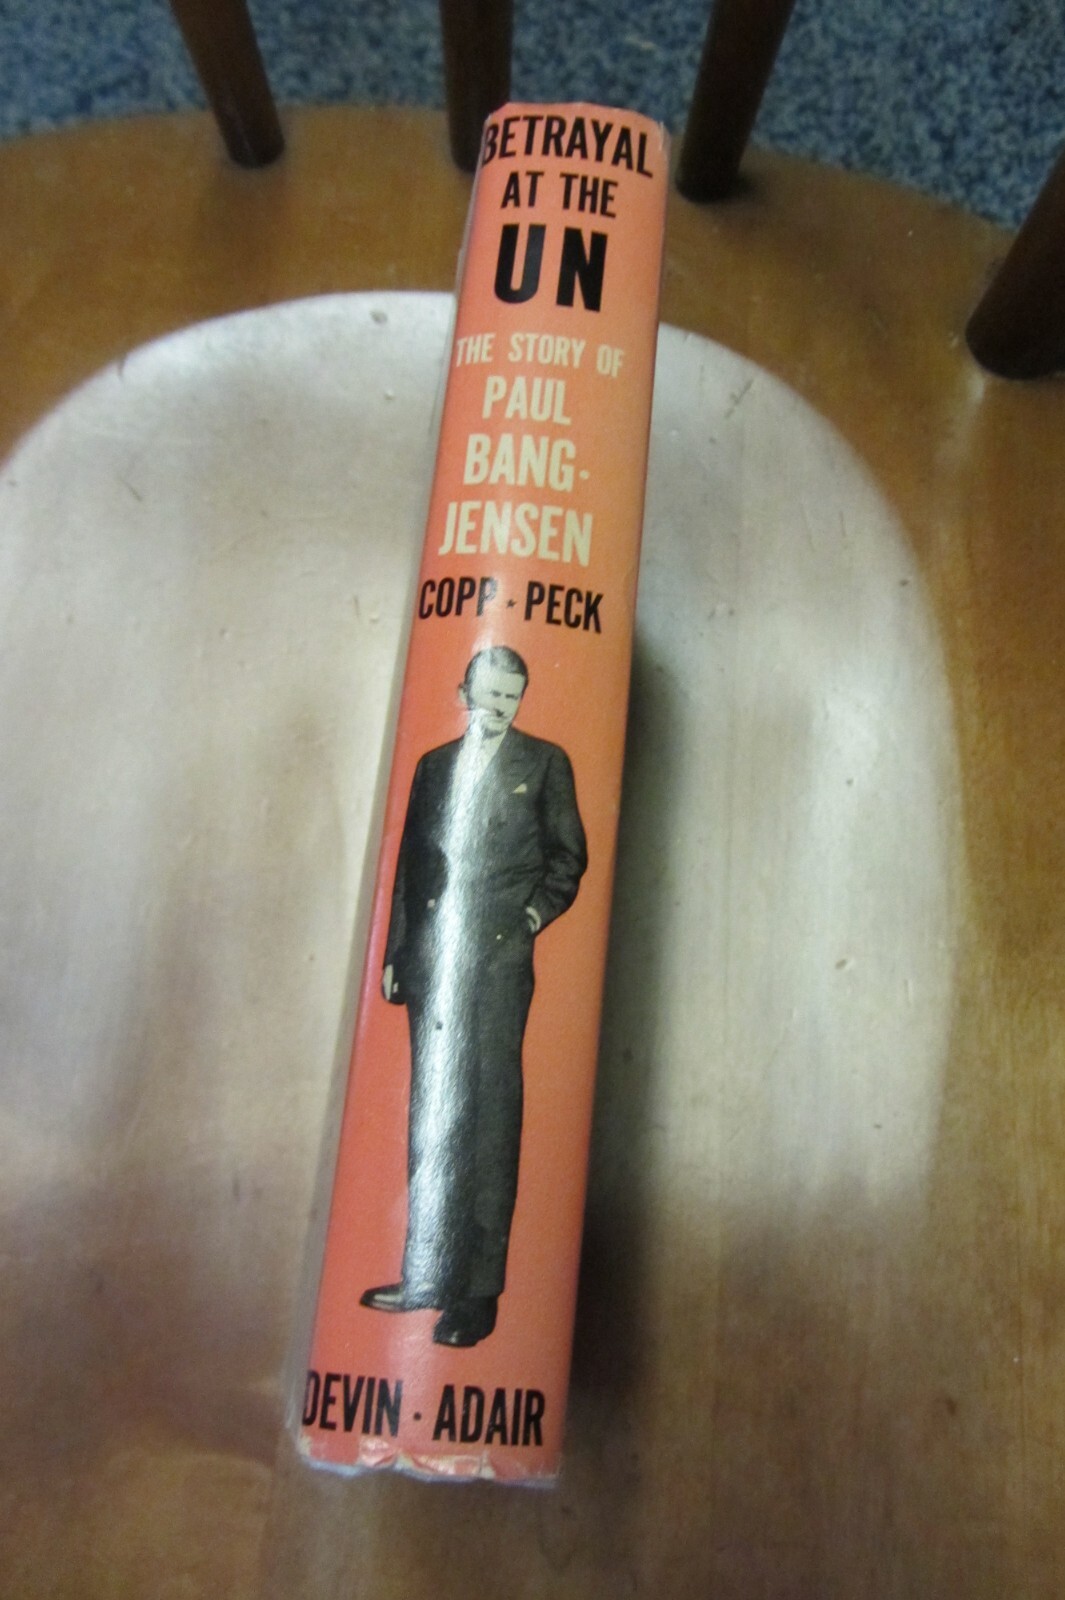 BETRAYAL
AT THE
UN
THE STORY OF
PAUL
BANG-
JENSEN
COPP ★ PECK
DEVIN · ADAIR